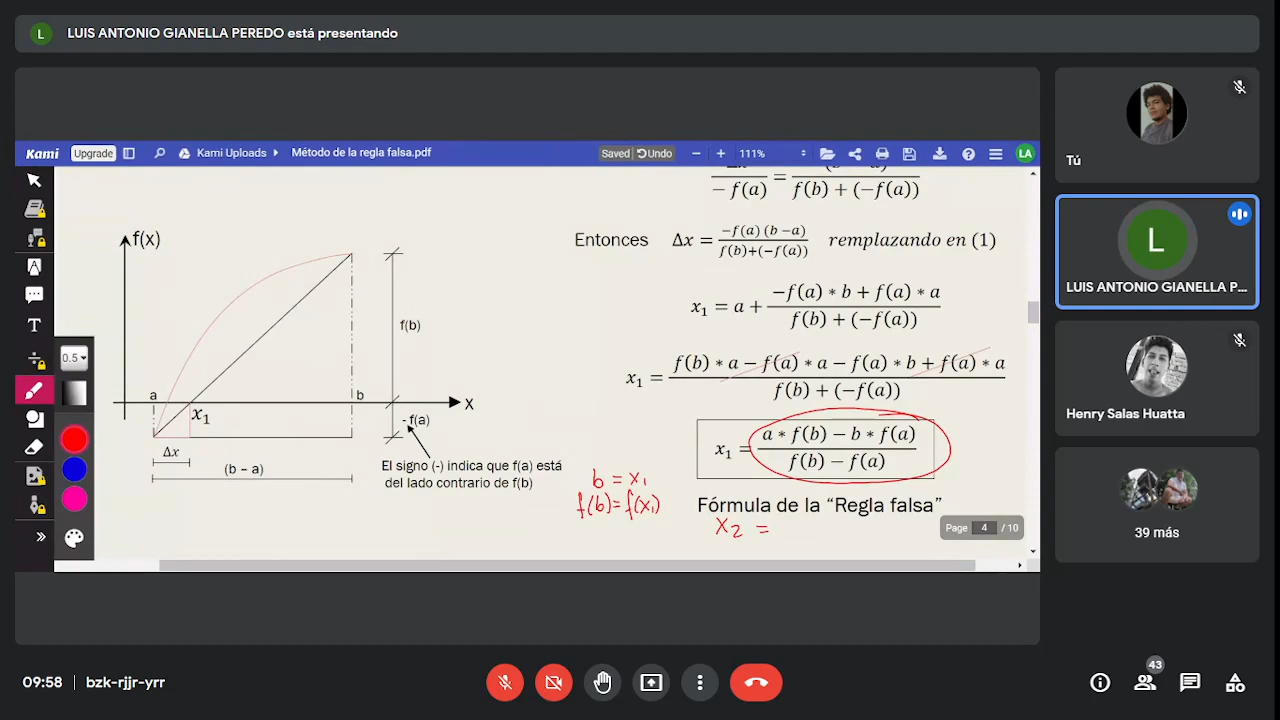 L LUIS ANTONIO GIANELLA PEREDO está presentando
Kami Upgrade Kami Uploads Método de la regla falsa.pdf Saved Undo − + 111% LA
− f(a) = f(b) + (−f(a))
Entonces Δx = −f(a) (b −a) / f(b)+(−f(a)) remplazando en (1)
x₁ = a + −f(a) ∗ b + f(a) ∗ a / f(b) + (−f(a))
x₁ = f(b) ∗ a − f(a) ∗ a − f(a) ∗ b + f(a) ∗ a / f(b) + (−f(a))
x₁ = a ∗ f(b) − b ∗ f(a) / f(b) − f(a)
Fórmula de la “Regla falsa”
x₂ =
b = x₁
f(b) = f(x₁)
f(x)
f(b)
a
b
x
x₁
- f(a)
Δx
(b – a)
El signo (-) indica que f(a) está
del lado contrario de f(b)
T
0.5
Page 4 / 10
Tú
L
LUIS ANTONIO GIANELLA P...
Henry Salas Huatta
39 más
09:58 | bzk-rjjr-yrr
43